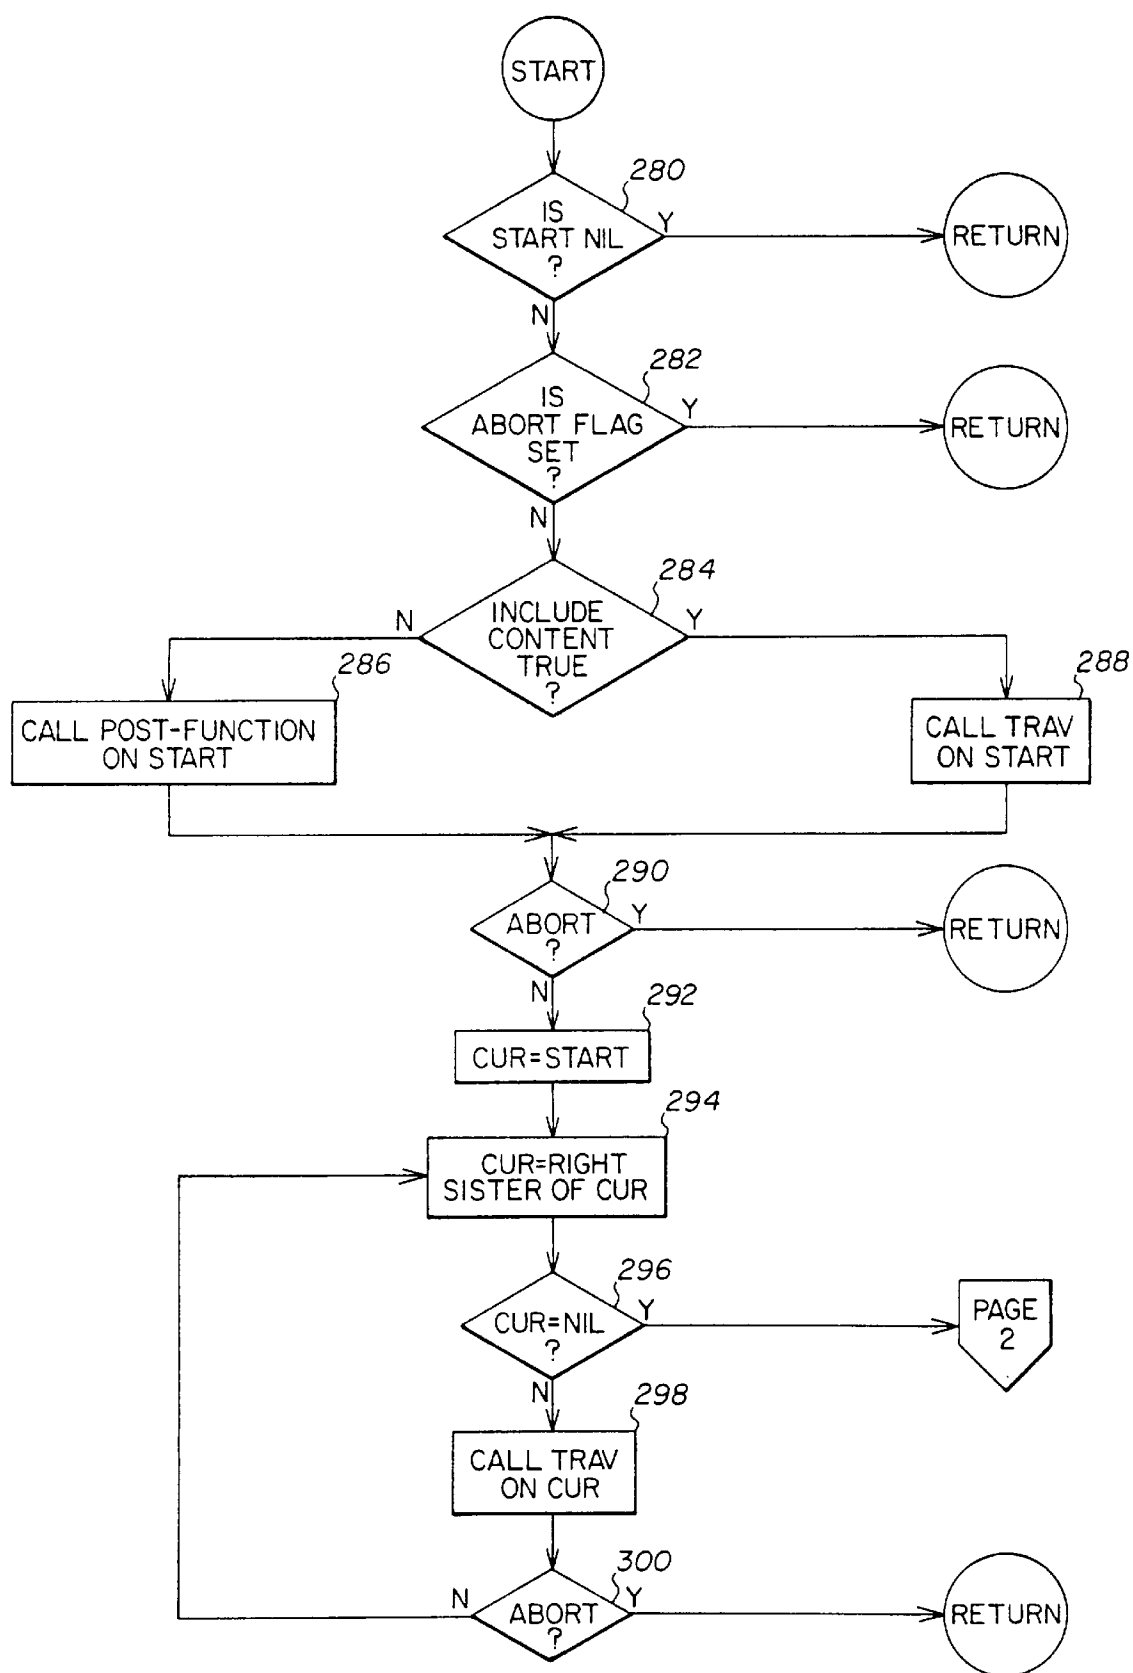 START
280
IS
START NIL
?
Y
RETURN
N
282
IS
ABORT FLAG
SET
?
Y
RETURN
N
284
INCLUDE
CONTENT
TRUE
?
N
Y
286
CALL POST-FUNCTION
ON START
288
CALL TRAV
ON START
290
ABORT
?
Y
RETURN
N
292
CUR=START
294
CUR=RIGHT
SISTER OF CUR
296
CUR=NIL
?
Y
PAGE
2
N
298
CALL TRAV
ON CUR
300
ABORT
?
N
Y
RETURN